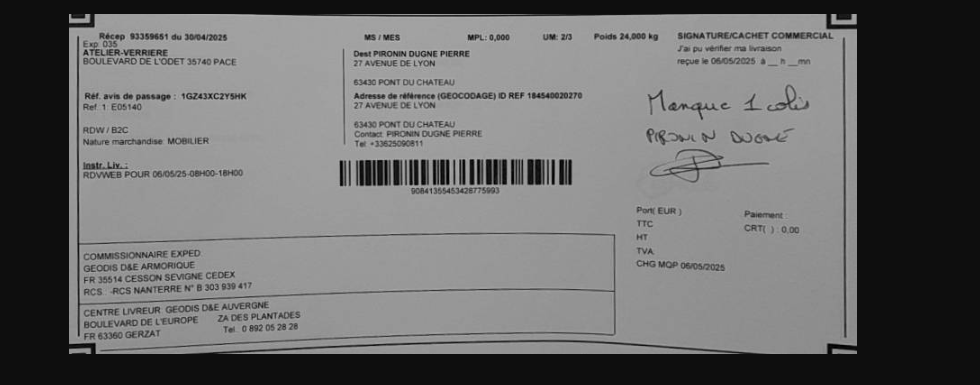 Récep 93359651 du 30/04/2025
MS / MES MPL: 0,000 UM: 2/3 Poids 24,000 kg
SIGNATURE/CACHET COMMERCIAL
Exp 035
ATELIER-VERRIERE
BOULEVARD DE L'ODET 35740 PACE
Réf. avis de passage : 1GZ43XC2Y5HK
Ref. 1: E05140
RDW / B2C
Nature marchandise: MOBILIER
Instr. Liv. :
RDVWEB POUR 06/05/25-08H00-18H00
Dest PIRONIN DUGNE PIERRE
27 AVENUE DE LYON
63430 PONT DU CHATEAU
Adresse de référence (GEOCODAGE) ID REF 184540020270
27 AVENUE DE LYON
63430 PONT DU CHATEAU
Contact: PIRONIN DUGNE PIERRE
Tel: +33625090811
90841355453428775993
J'ai pu vérifier ma livraison
reçue le 06/05/2025 à __ h __mn
Manque 1 colis
PIRONIN DUGNÉ
Port( EUR )
TTC
HT
TVA
CHG MQP 06/05/2025
Paiement :
CRT( ) : 0,00
COMMISSIONNAIRE EXPED
GEODIS D&E ARMORIQUE
FR 35514 CESSON SEVIGNE CEDEX
RCS. -RCS NANTERRE N° B 303 939 417
CENTRE LIVREUR: GEODIS D&E AUVERGNE
BOULEVARD DE L'EUROPE ZA DES PLANTADES
FR 63360 GERZAT Tel. 0 892 05 28 28